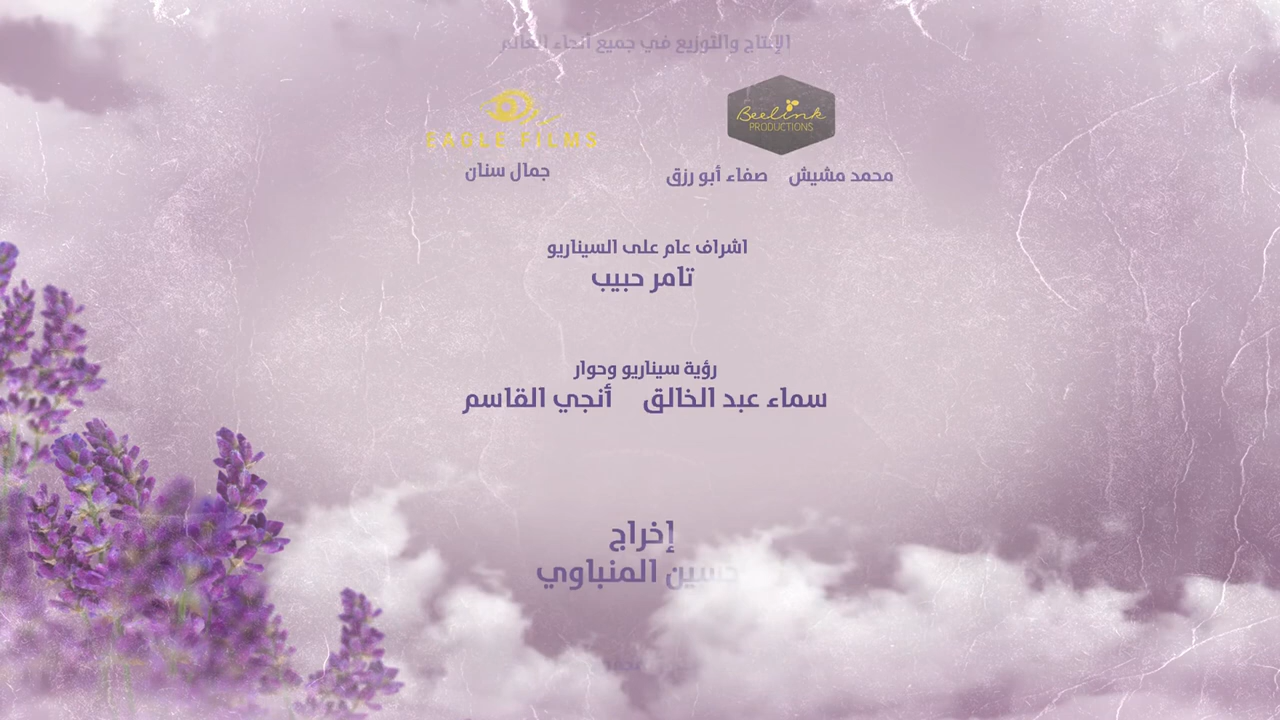 الإنتاج والتوزيع في جميع أنحاء العالم
Beelink
PRODUCTIONS
EAGLE FILMS
محمد مشيش صفاء أبو رزق
جمال سنان
اشراف عام على السيناريو
تامر حبيب
رؤية سيناريو وحوار
سماء عبد الخالق أنجي القاسم
إخراج
حسين المنباوي